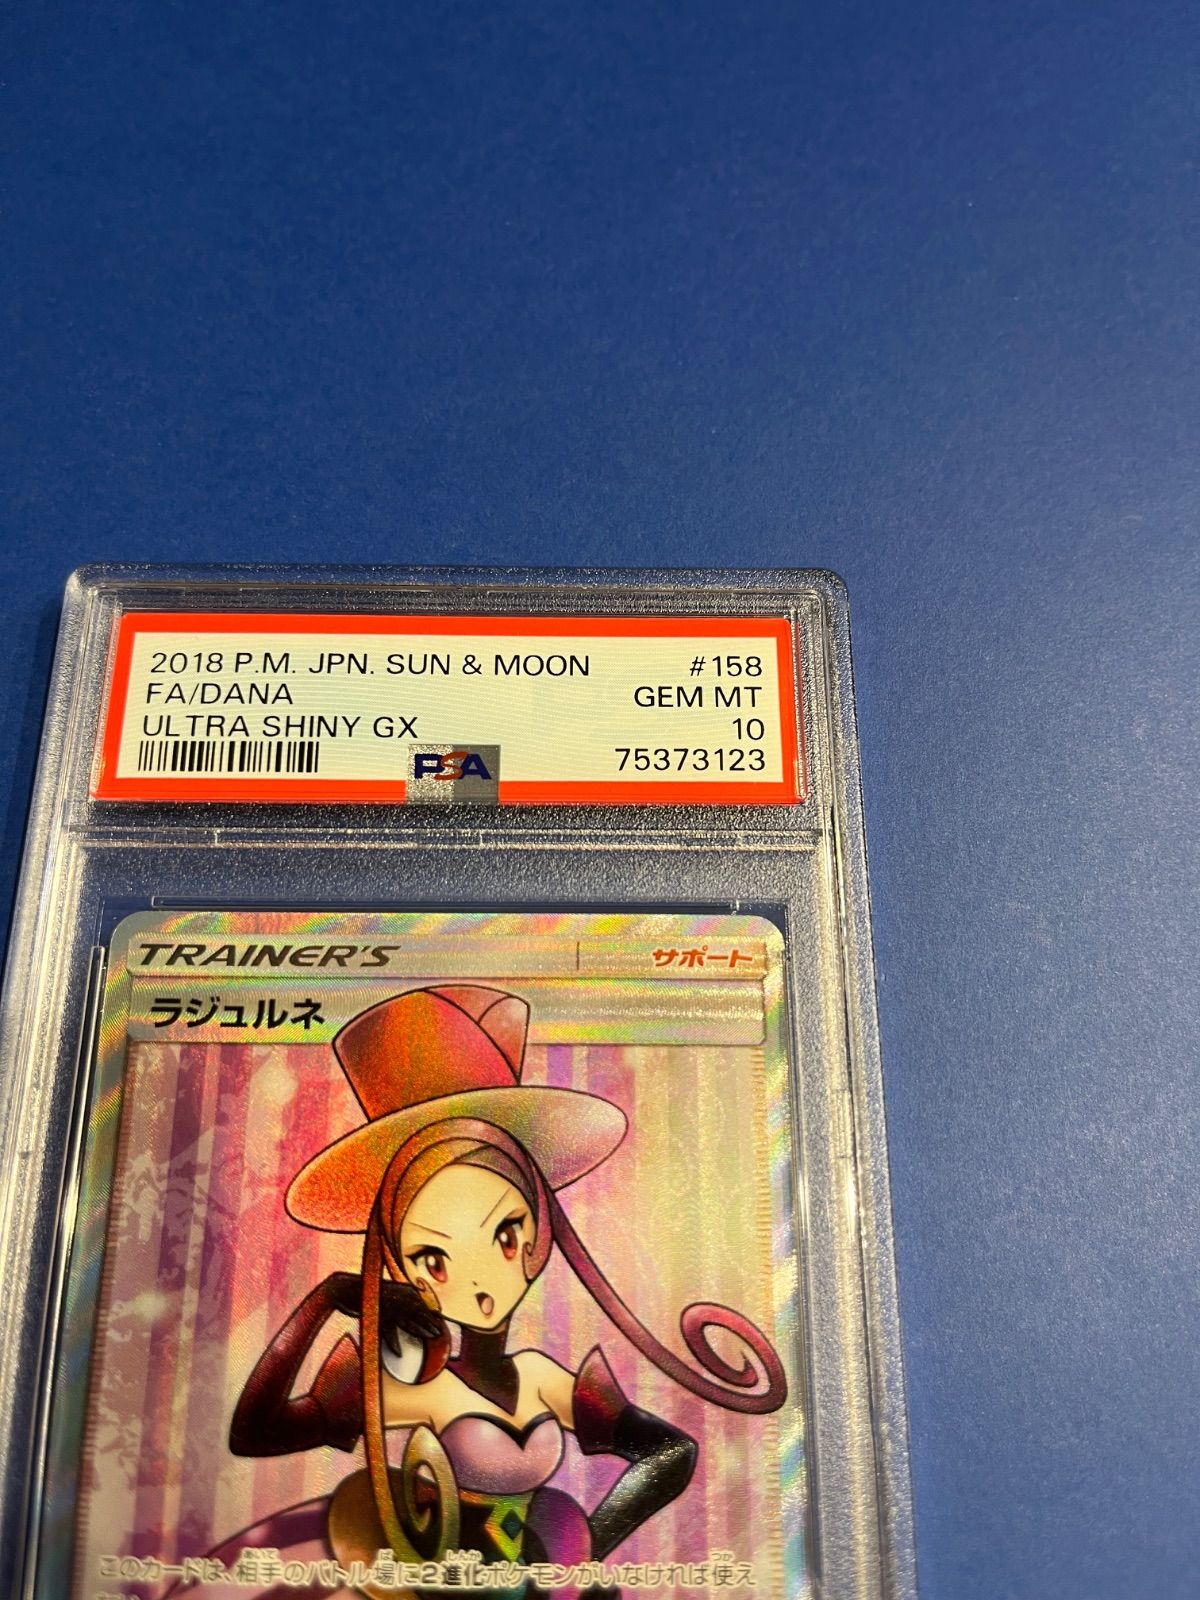 2018 P.M. JPN. SUN & MOON #158
FA/DANA GEM MT
ULTRA SHINY GX 10
PSA 75373123
TRAINER'S サポート
ラジュルネ
このカードは、相手のバトル場に2進化ポケモンがいなければ使え